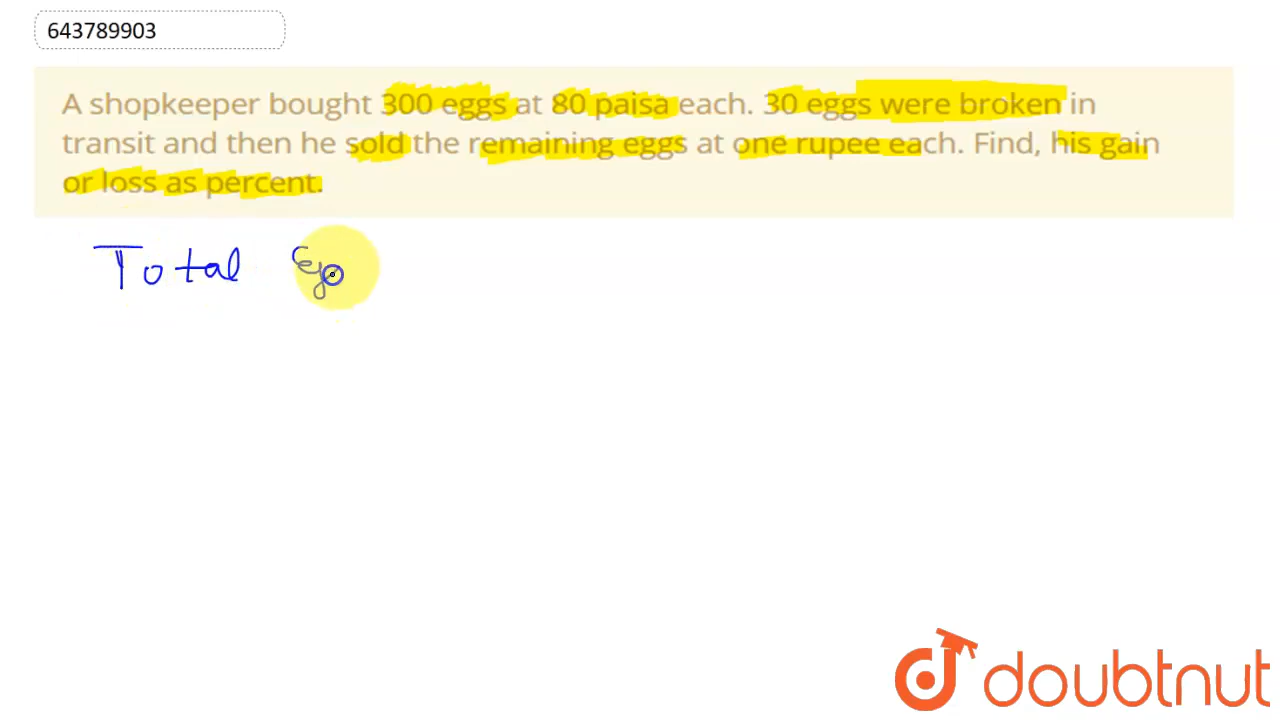 643789903
A shopkeeper bought 300 eggs at 80 paisa each. 30 eggs were broken in
transit and then he sold the remaining eggs at one rupee each. Find, his gain
or loss as percent.
Total Eg
doubtnut